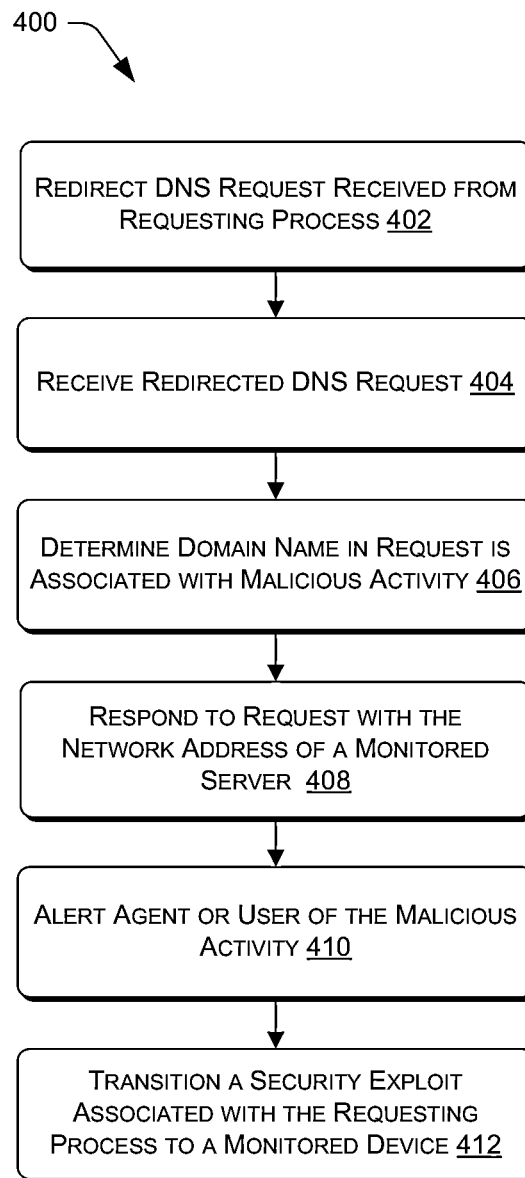 400
REDIRECT DNS REQUEST RECEIVED FROM
REQUESTING PROCESS 402
RECEIVE REDIRECTED DNS REQUEST 404
DETERMINE DOMAIN NAME IN REQUEST IS
ASSOCIATED WITH MALICIOUS ACTIVITY 406
RESPOND TO REQUEST WITH THE
NETWORK ADDRESS OF A MONITORED
SERVER 408
ALERT AGENT OR USER OF THE MALICIOUS
ACTIVITY 410
TRANSITION A SECURITY EXPLOIT
ASSOCIATED WITH THE REQUESTING
PROCESS TO A MONITORED DEVICE 412